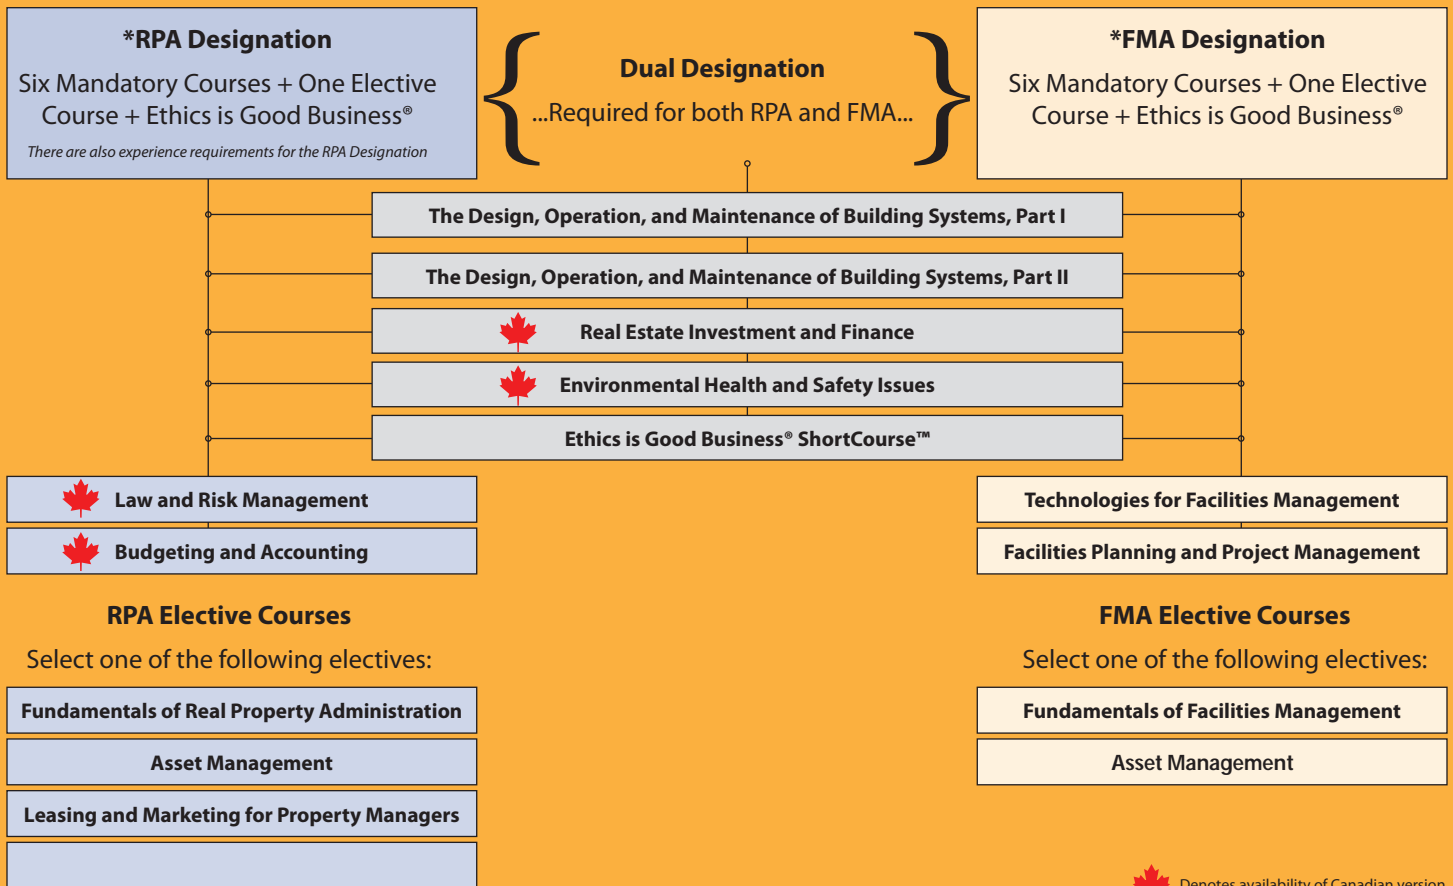 *RPA Designation
Six Mandatory Courses + One Elective
Course + Ethics is Good Business®
There are also experience requirements for the RPA Designation
Dual Designation
...Required for both RPA and FMA...
*FMA Designation
Six Mandatory Courses + One Elective
Course + Ethics is Good Business®
The Design, Operation, and Maintenance of Building Systems, Part I
The Design, Operation, and Maintenance of Building Systems, Part II
Real Estate Investment and Finance
Environmental Health and Safety Issues
Ethics is Good Business® ShortCourse™
Law and Risk Management
Budgeting and Accounting
Technologies for Facilities Management
Facilities Planning and Project Management
RPA Elective Courses
Select one of the following electives:
Fundamentals of Real Property Administration
Asset Management
Leasing and Marketing for Property Managers
FMA Elective Courses
Select one of the following electives:
Fundamentals of Facilities Management
Asset Management
Denotes availability of Canadian version